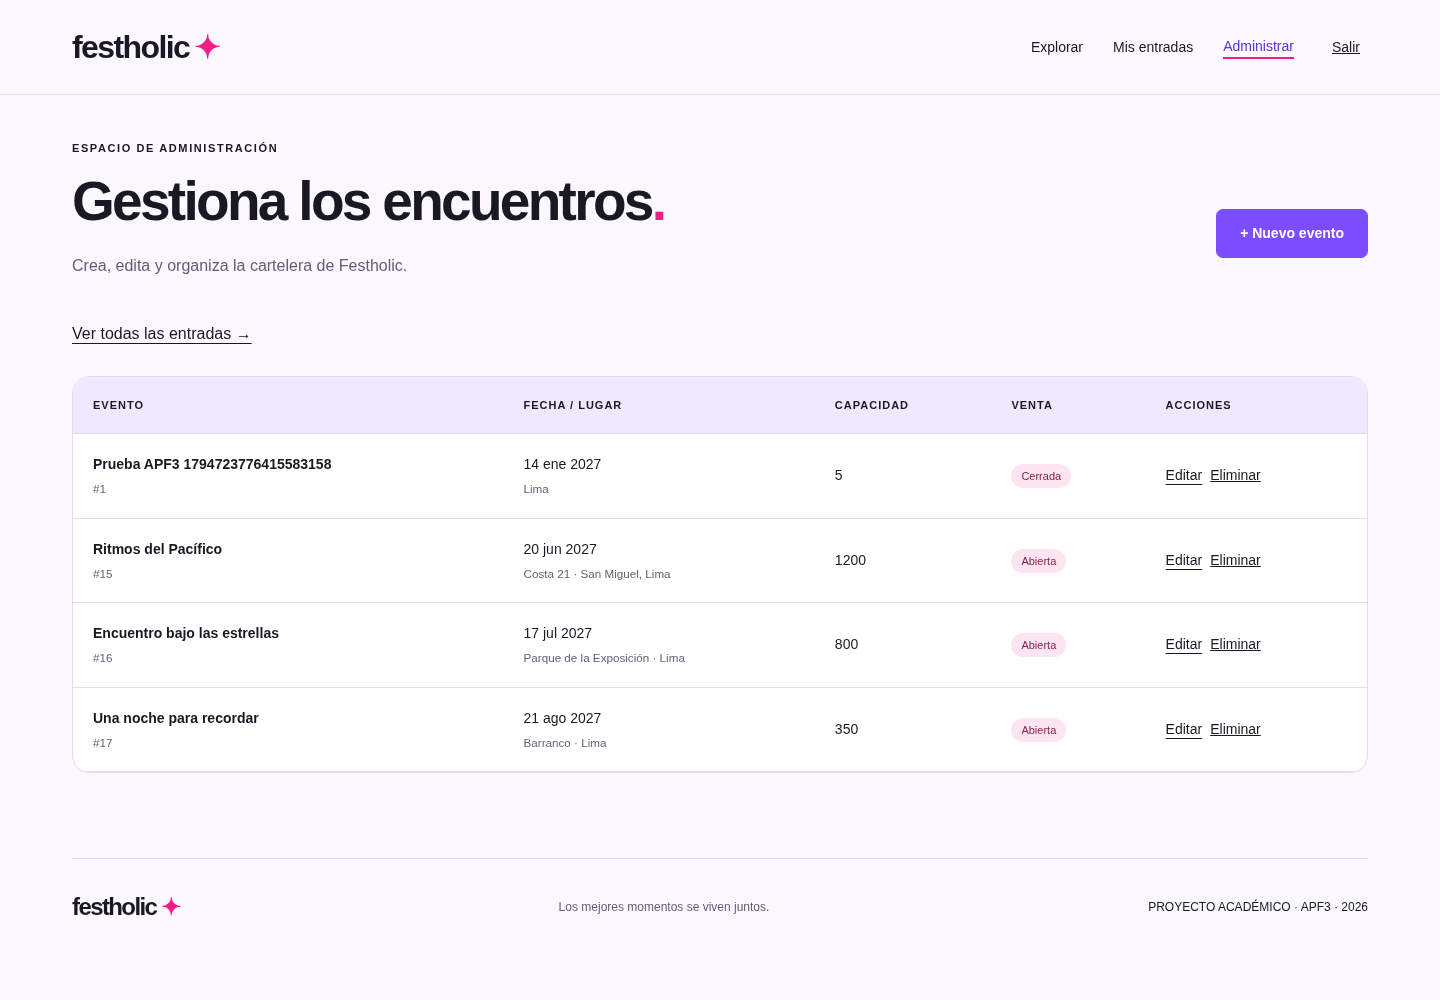 festholic ✦
Explorar Mis entradas Administrar Salir
ESPACIO DE ADMINISTRACIÓN
Gestiona los encuentros.
+ Nuevo evento
Crea, edita y organiza la cartelera de Festholic.
Ver todas las entradas →
EVENTO FECHA / LUGAR CAPACIDAD VENTA ACCIONES
Prueba APF3 1794723776415583158 14 ene 2027 5 Cerrada Editar Eliminar
#1 Lima
Ritmos del Pacífico 20 jun 2027 1200 Abierta Editar Eliminar
#15 Costa 21 · San Miguel, Lima
Encuentro bajo las estrellas 17 jul 2027 800 Abierta Editar Eliminar
#16 Parque de la Exposición · Lima
Una noche para recordar 21 ago 2027 350 Abierta Editar Eliminar
#17 Barranco · Lima
festholic ✦ Los mejores momentos se viven juntos. PROYECTO ACADÉMICO · APF3 · 2026